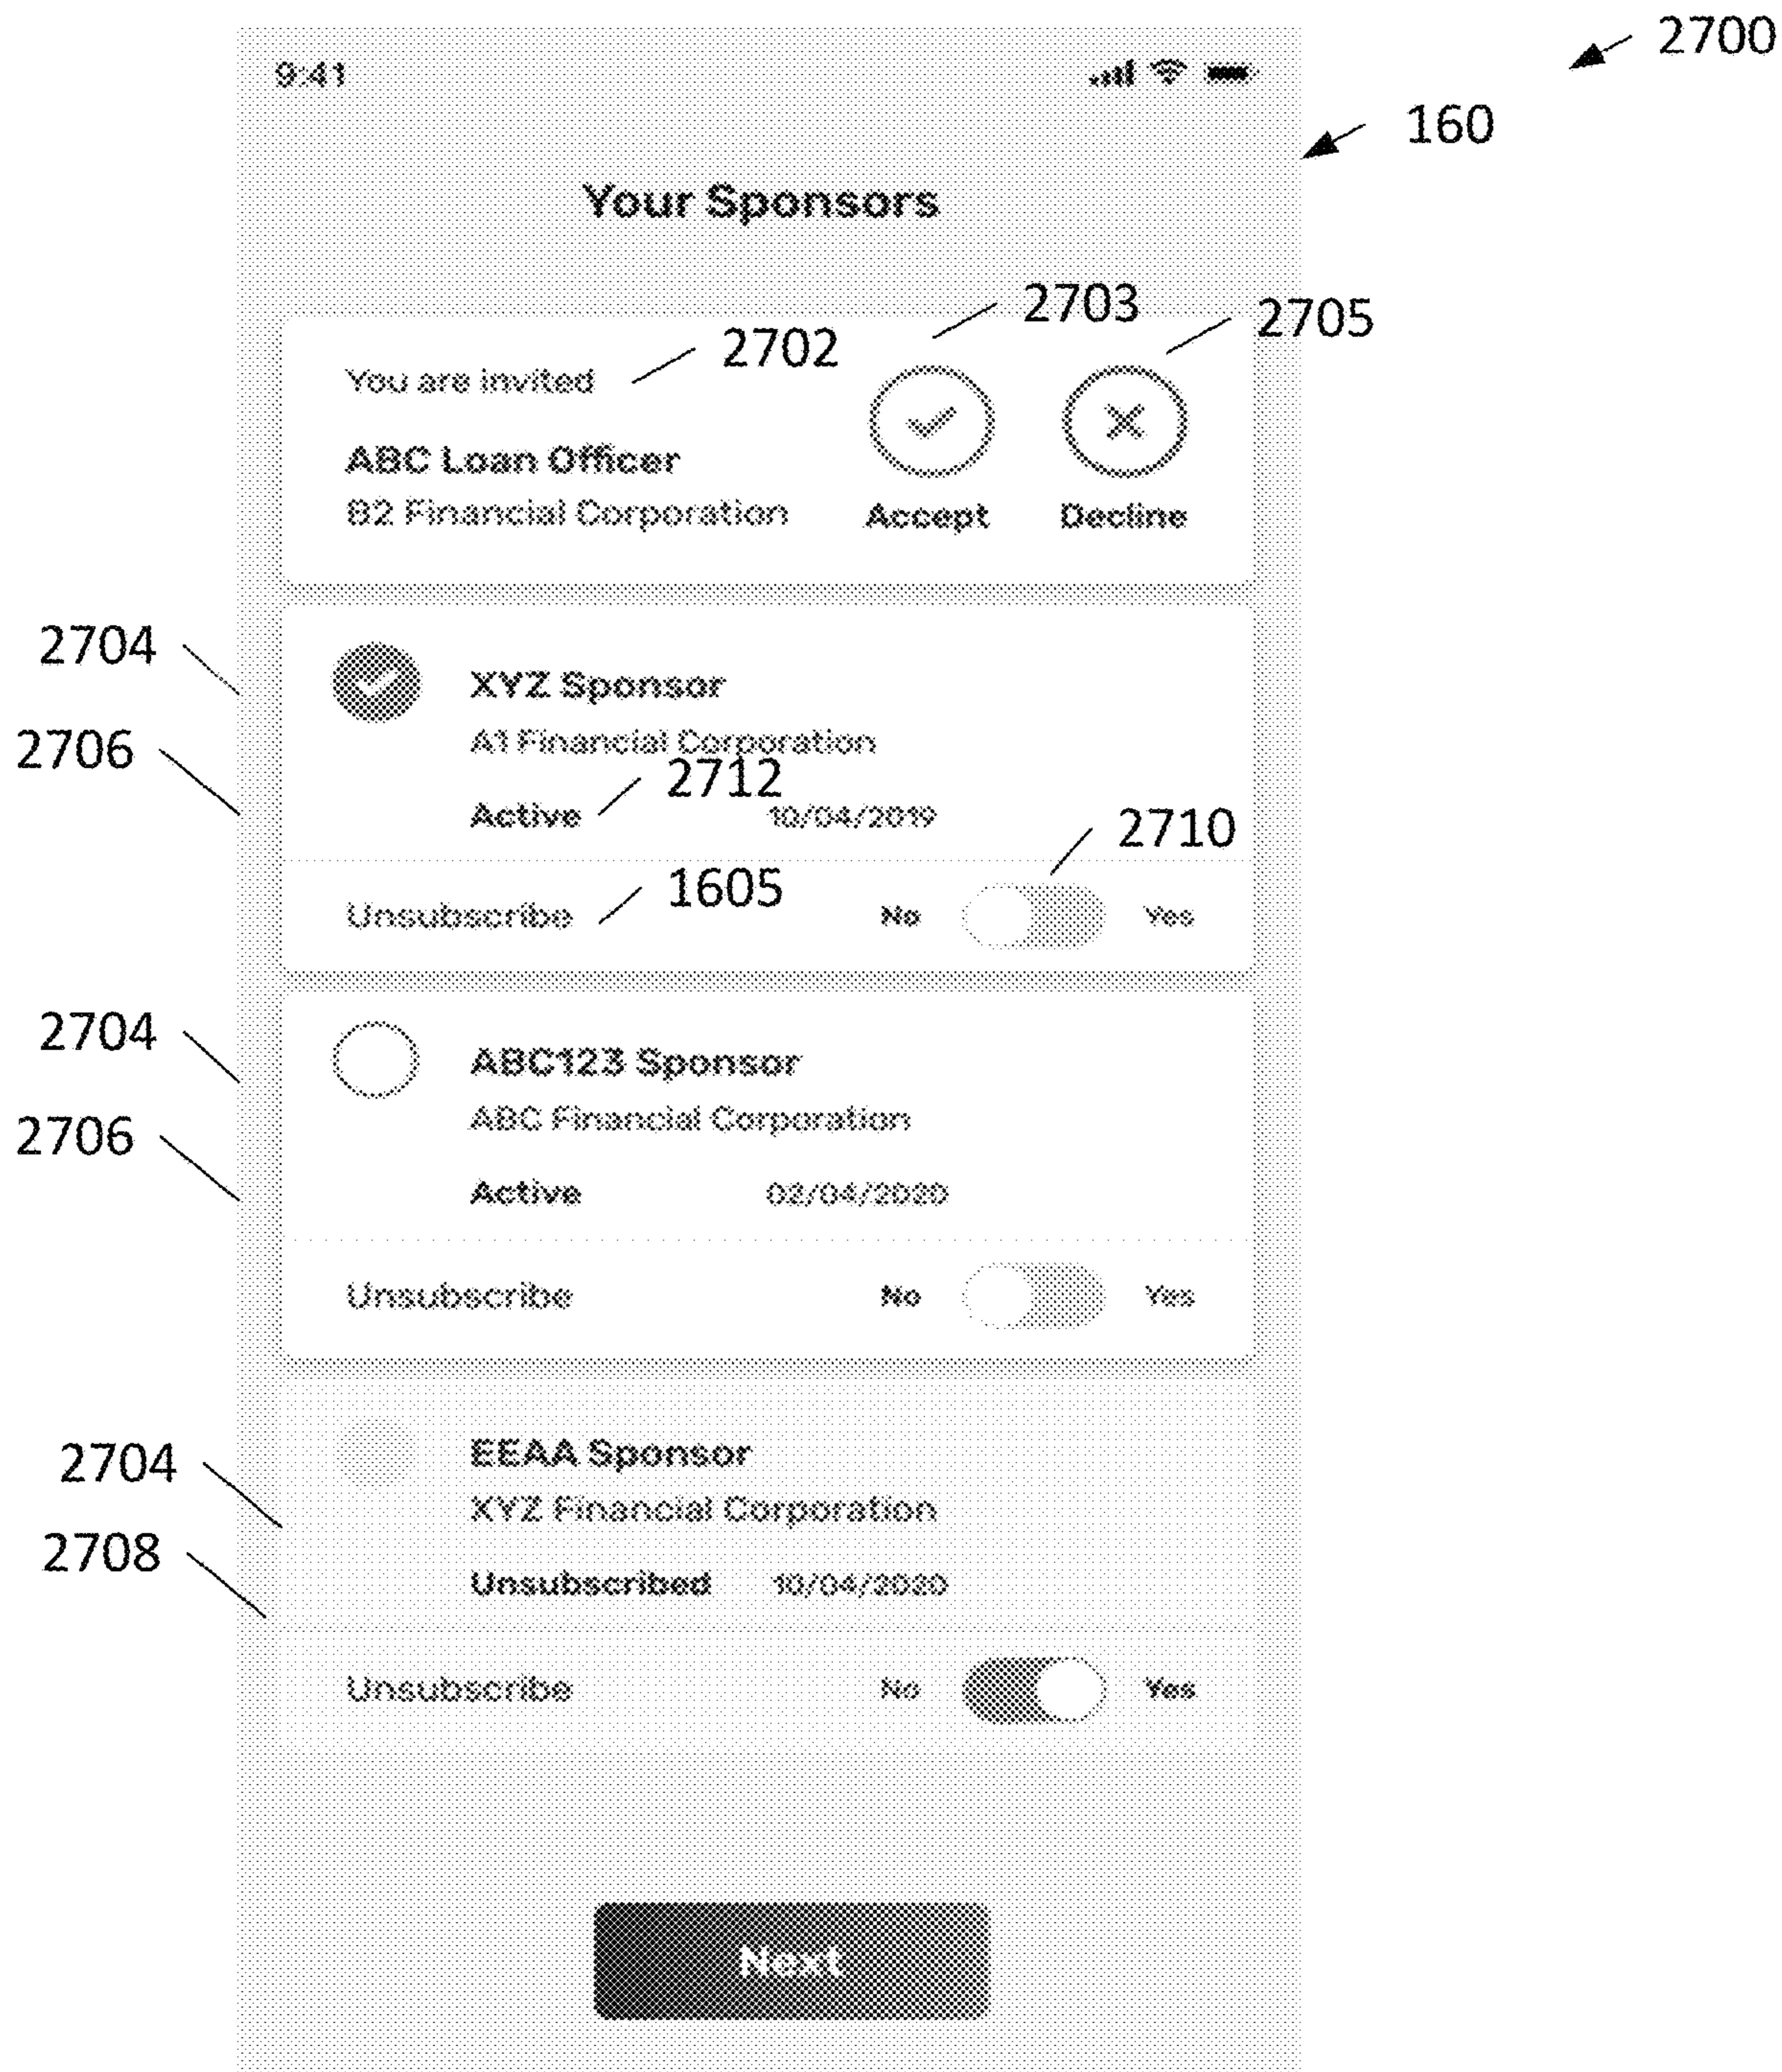 2700
9:41
160
Your Sponsors
2703
2705
2702
You are invited
ABC Loan Officer
B2 Financial Corporation
Accept
Decline
2704
XYZ Sponsor
2706
A1 Financial Corporation
2712
Active 10/04/2019
2710
1605
Unsubscribe No Yes
2704
ABC123 Sponsor
2706
ABC Financial Corporation
Active 02/04/2020
Unsubscribe No Yes
2704
EEAA Sponsor
XYZ Financial Corporation
2708
Unsubscribed 10/04/2020
Unsubscribe No Yes
Next